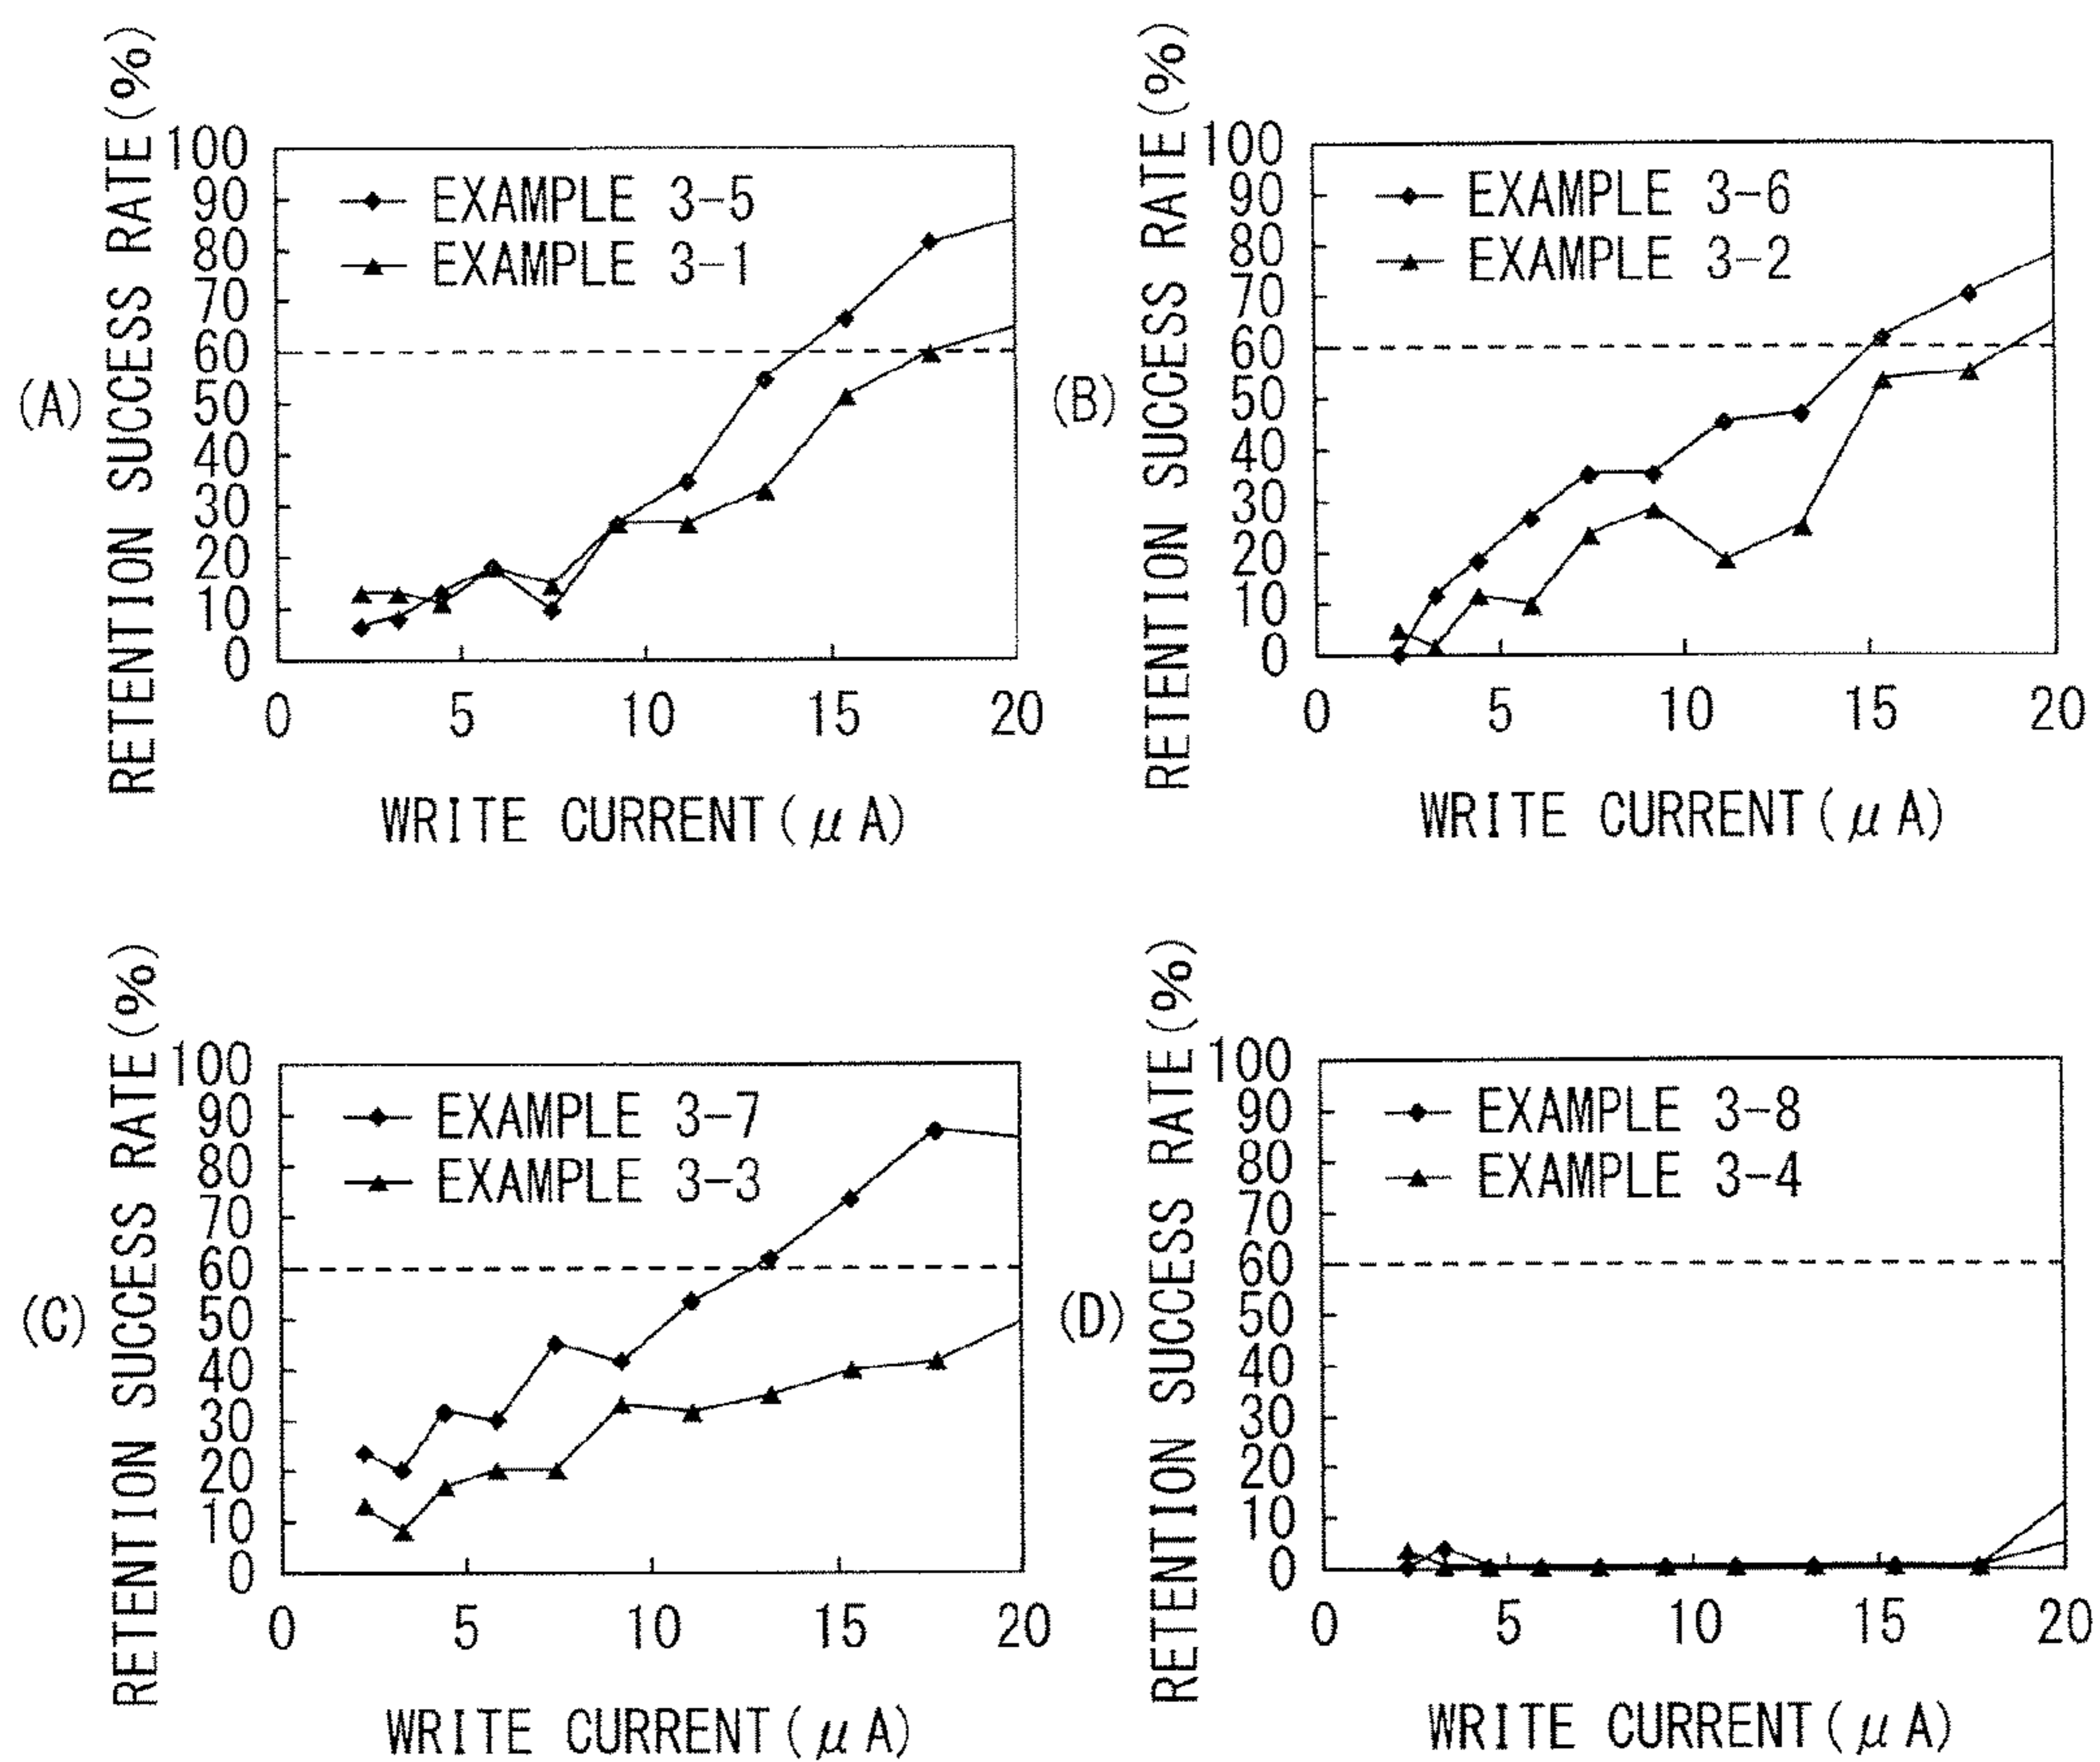 (A)
RETENTION SUCCESS RATE (%)
100
90
80
70
60
50
40
30
20
10
0
EXAMPLE 3-5
EXAMPLE 3-1
0 5 10 15 20
WRITE CURRENT (μA)
(B)
RETENTION SUCCESS RATE (%)
100
90
80
70
60
50
40
30
20
10
0
EXAMPLE 3-6
EXAMPLE 3-2
0 5 10 15 20
WRITE CURRENT (μA)
(C)
RETENTION SUCCESS RATE (%)
100
90
80
70
60
50
40
30
20
10
0
EXAMPLE 3-7
EXAMPLE 3-3
0 5 10 15 20
WRITE CURRENT (μA)
(D)
RETENTION SUCCESS RATE (%)
100
90
80
70
60
50
40
30
20
10
0
EXAMPLE 3-8
EXAMPLE 3-4
0 5 10 15 20
WRITE CURRENT (μA)